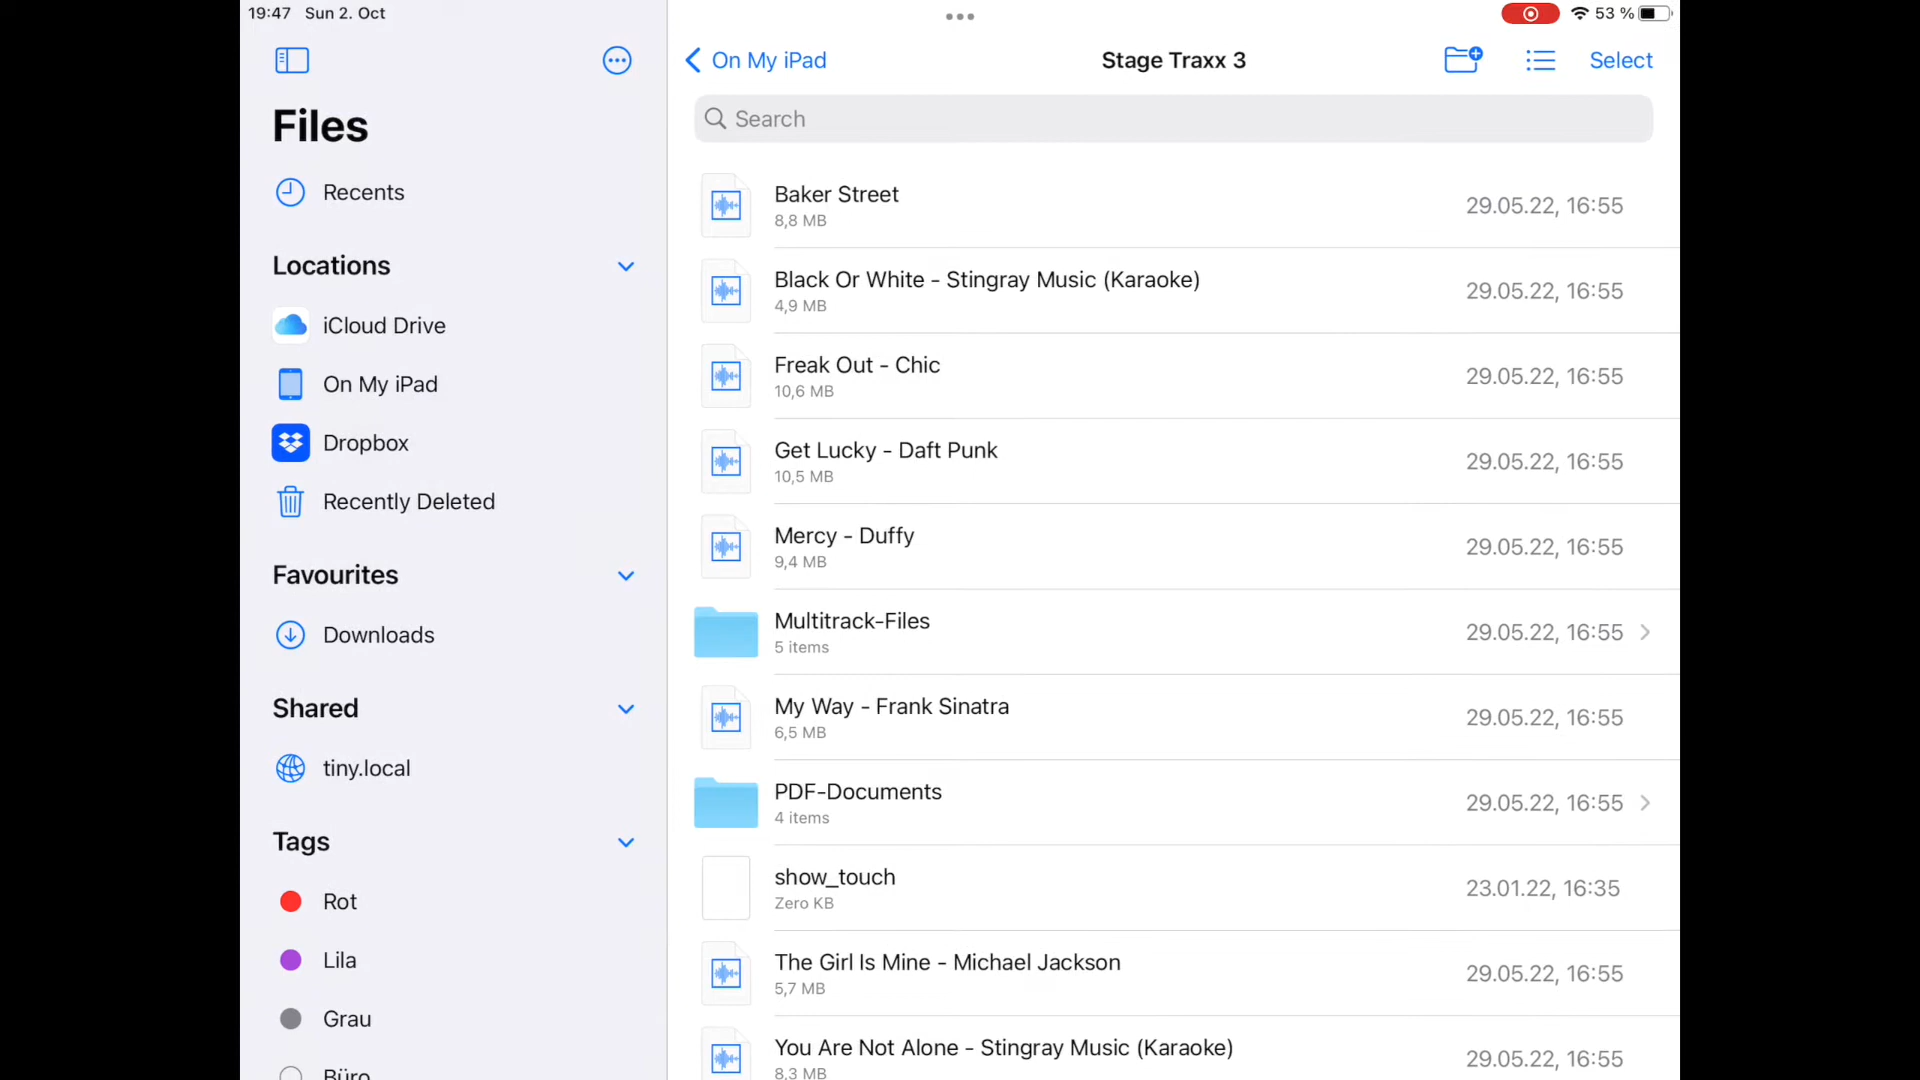 19:47 Sun 2. Oct
53 %
Files
Recents
Locations
iCloud Drive
On My iPad
Dropbox
Recently Deleted
Favourites
Downloads
Shared
tiny.local
Tags
Rot
Lila
Grau
Büro
On My iPad
Stage Traxx 3
Select
Search
Baker Street
29.05.22, 16:55
8,8 MB
Black Or White - Stingray Music (Karaoke)
29.05.22, 16:55
4,9 MB
Freak Out - Chic
29.05.22, 16:55
10,6 MB
Get Lucky - Daft Punk
29.05.22, 16:55
10,5 MB
Mercy - Duffy
29.05.22, 16:55
9,4 MB
Multitrack-Files
29.05.22, 16:55
5 items
My Way - Frank Sinatra
29.05.22, 16:55
6,5 MB
PDF-Documents
29.05.22, 16:55
4 items
show_touch
23.01.22, 16:35
Zero KB
The Girl Is Mine - Michael Jackson
29.05.22, 16:55
5,7 MB
You Are Not Alone - Stingray Music (Karaoke)
29.05.22, 16:55
8,3 MB